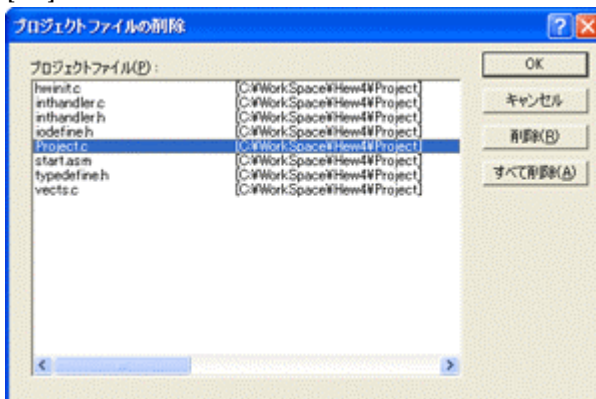 プロジェクトファイルの削除
プロジェクトファイル(P):
hwinit.c [C:¥WorkSpace¥Hew4¥Project]
inthandler.c [C:¥WorkSpace¥Hew4¥Project]
inthandler.h [C:¥WorkSpace¥Hew4¥Project]
iodefine.h [C:¥WorkSpace¥Hew4¥Project]
Project.c [C:¥WorkSpace¥Hew4¥Project]
start.asm [C:¥WorkSpace¥Hew4¥Project]
typedefine.h [C:¥WorkSpace¥Hew4¥Project]
vects.c [C:¥WorkSpace¥Hew4¥Project]
OK
キャンセル
削除(R)
すべて削除(A)